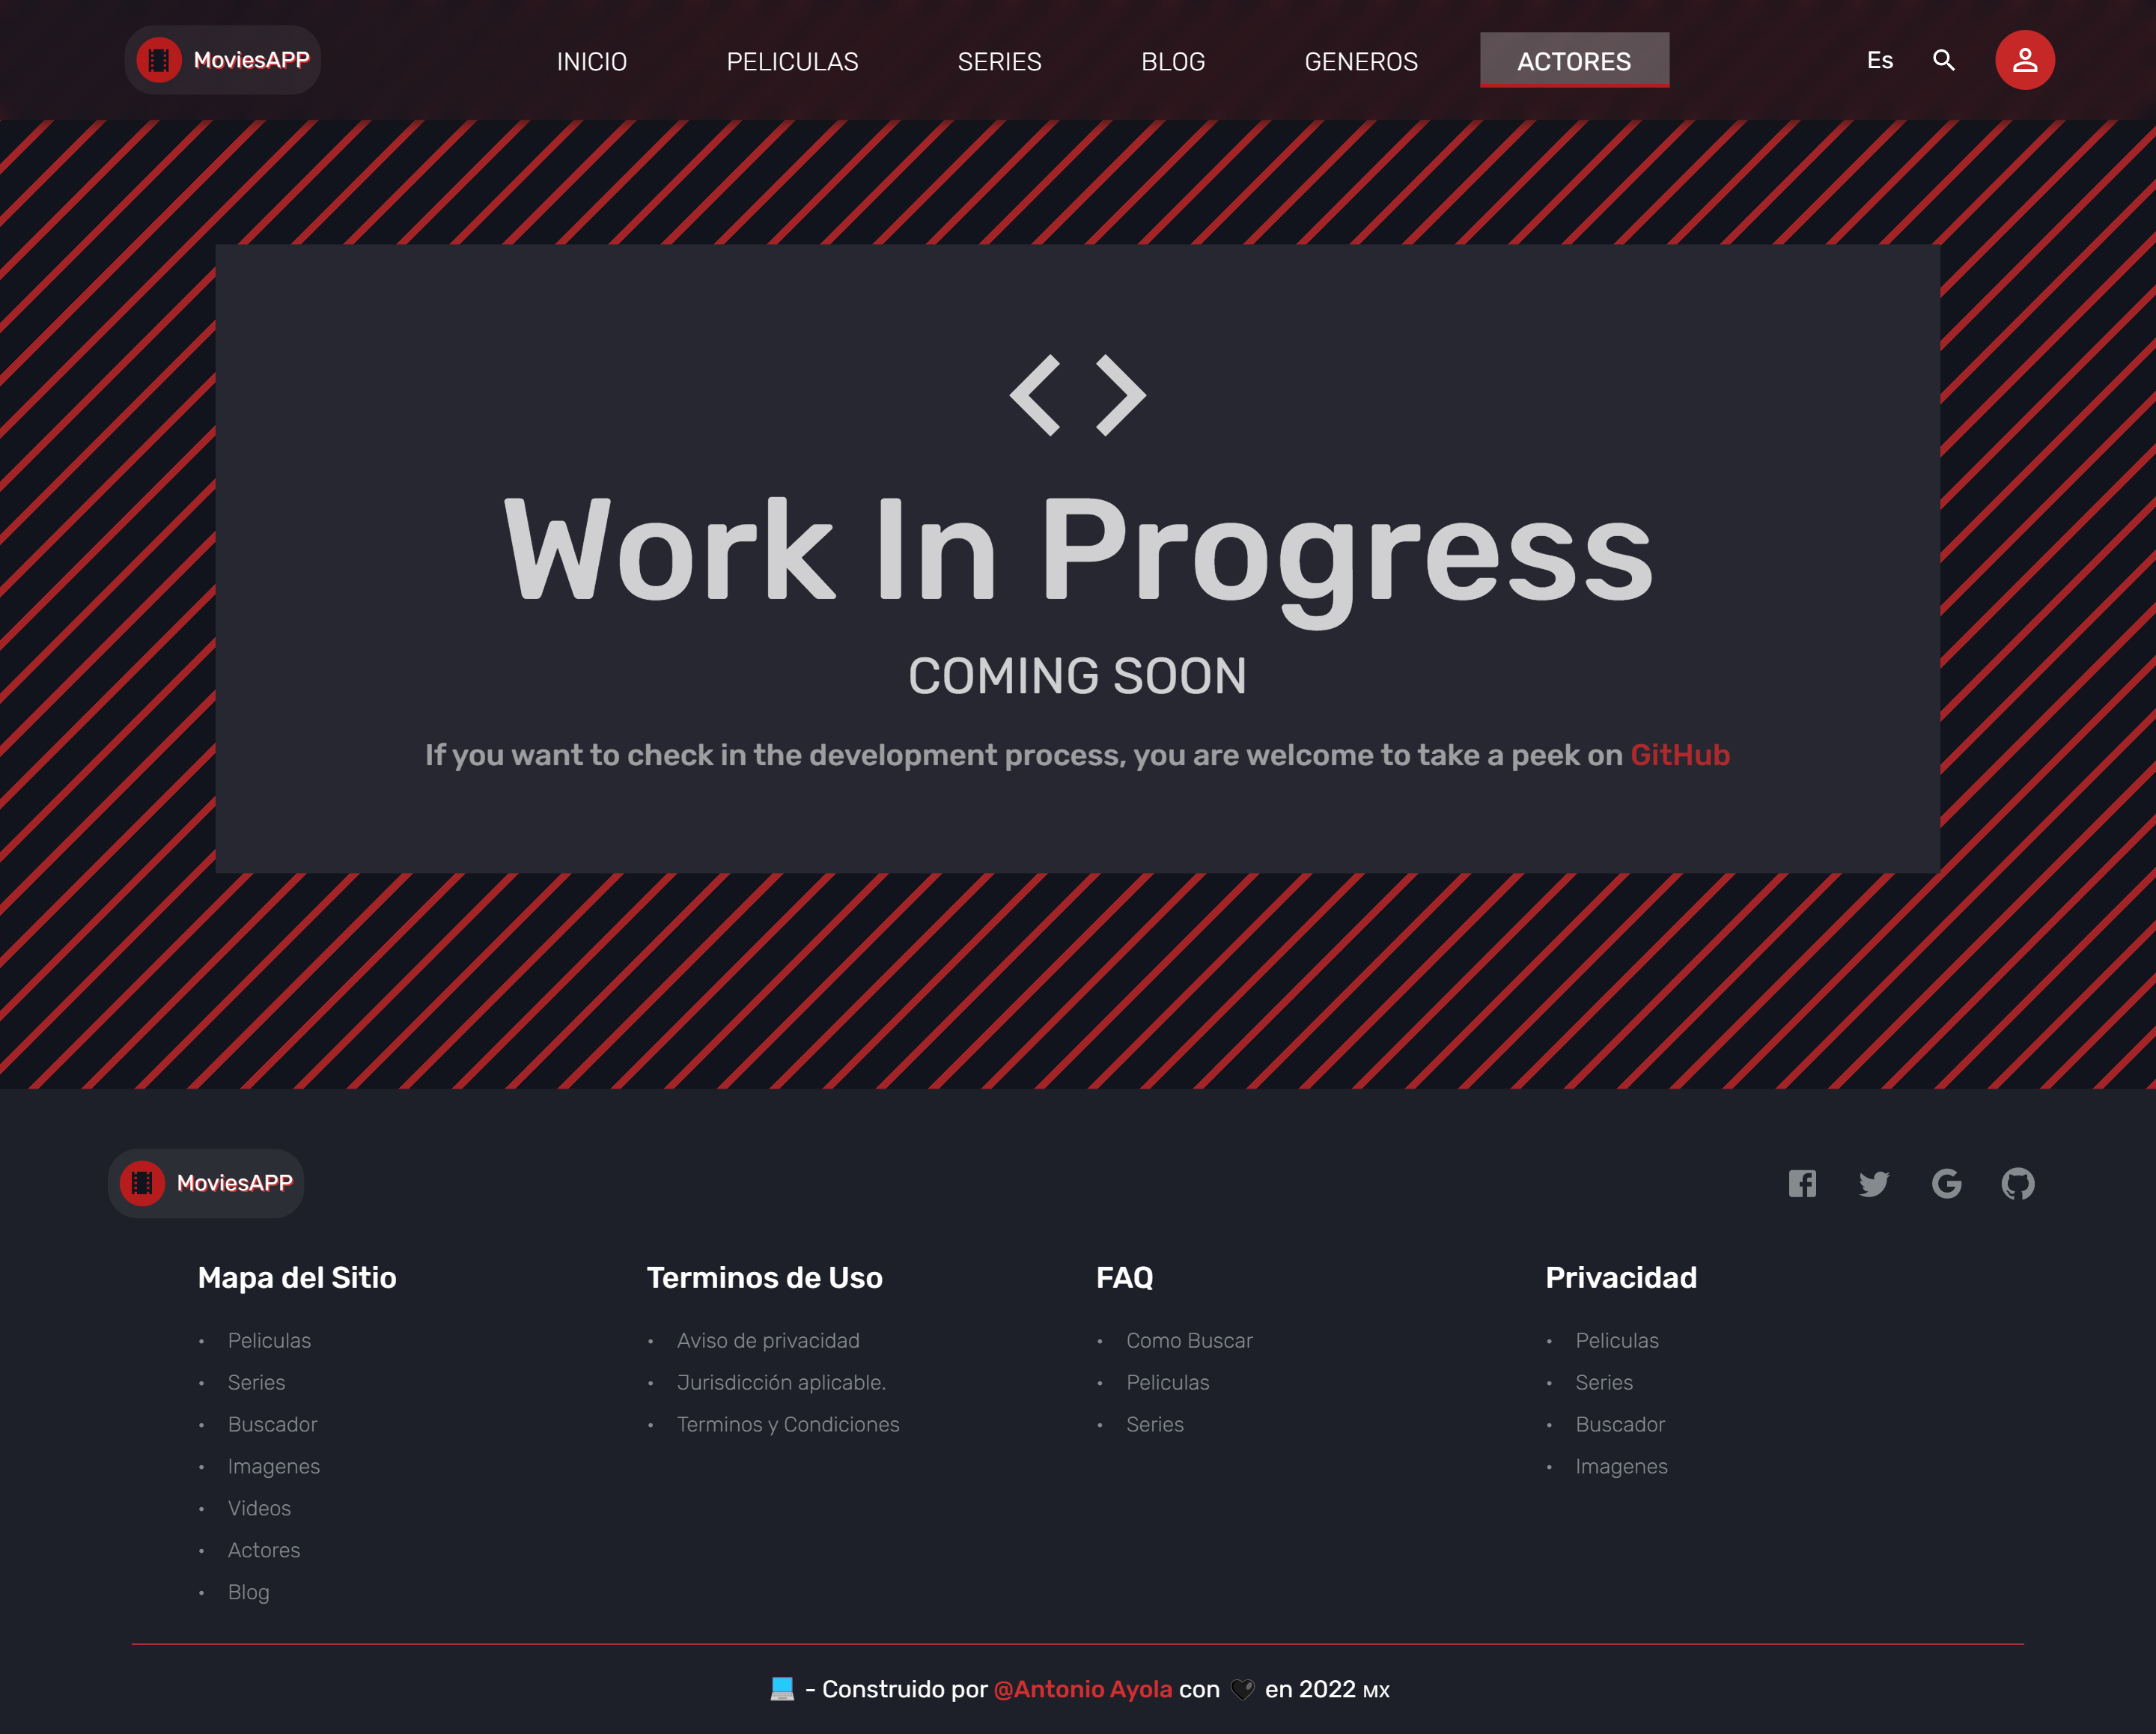 MoviesAPP
INICIO PELICULAS SERIES BLOG GENEROS ACTORES Es
Work In Progress
COMING SOON
If you want to check in the development process, you are welcome to take a peek on GitHub
MoviesAPP
Mapa del Sitio
• Peliculas
• Series
• Buscador
• Imagenes
• Videos
• Actores
• Blog
Terminos de Uso
• Aviso de privacidad
• Jurisdicción aplicable.
• Terminos y Condiciones
FAQ
• Como Buscar
• Peliculas
• Series
Privacidad
• Peliculas
• Series
• Buscador
• Imagenes
💻 - Construido por @Antonio Ayola con 🖤 en 2022 MX